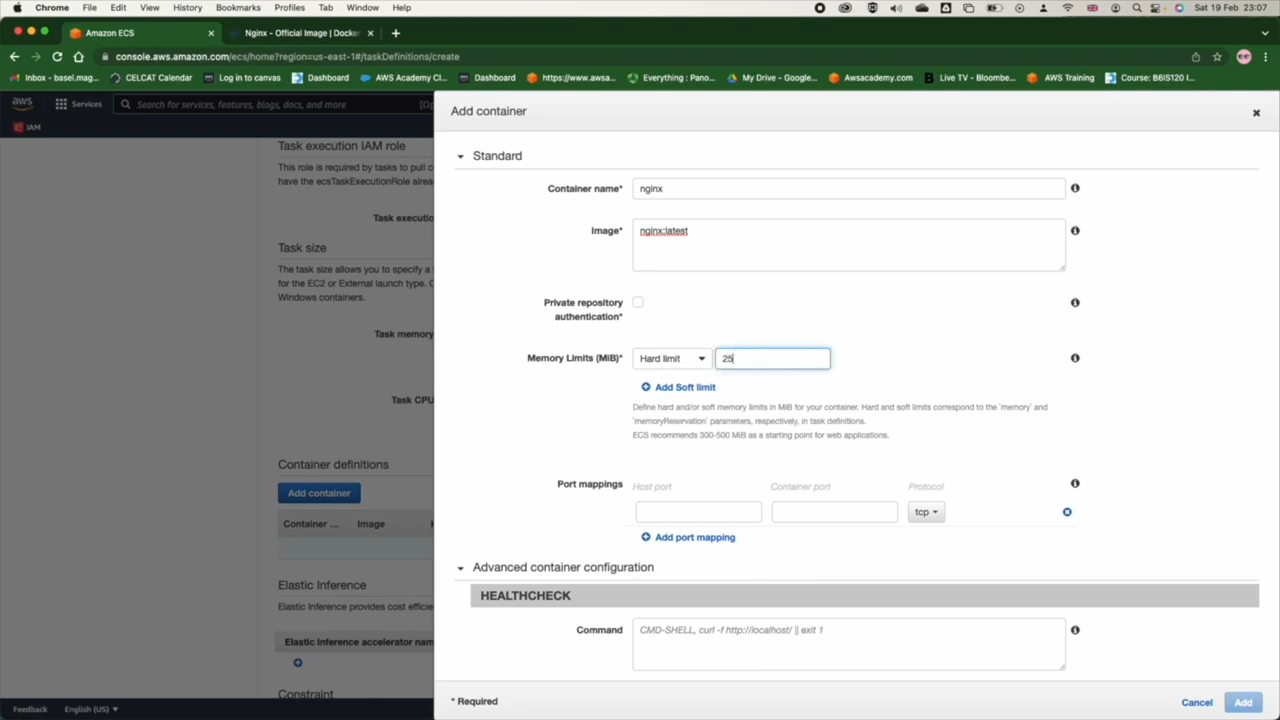 Chrome File Edit View History Bookmarks Profiles Tab Window Help Sat 19 Feb 23:07
Amazon ECS Nginx - Official Image | Docke
console.aws.amazon.com/ecs/home?region=us-east-1#/taskDefinitions/create
Inbox - basel.mag... CELCAT Calendar Log in to canvas Dashboard AWS Academy Cl... Dashboard https://www.awsa... Everything : Pano... My Drive - Google... Awsacademy.com Live TV - Bloombe... AWS Training Course: B6IS120 I...
aws Services Search for services, features, blogs, docs, and more [Op
IAM
Add container
Task execution IAM role
This role is required by tasks to pull c
have the ecsTaskExecutionRole alread
Task executio
Task size
The task size allows you to specify a
for the EC2 or External launch type. C
Windows containers.
Task memory
Task CPU
Container definitions
Add container
Container ... Image
Elastic Inference
Elastic Inference provides cost efficie
Elastic Inference accelerator nam
Constraint
Standard
Container name* nginx
Image* nginx:latest
Private repository
authentication*
Memory Limits (MiB)* Hard limit 25
Add Soft limit
Define hard and/or soft memory limits in MiB for your container. Hard and soft limits correspond to the `memory` and
`memoryReservation` parameters, respectively, in task definitions.
ECS recommends 300-500 MiB as a starting point for web applications.
Port mappings Host port Container port Protocol
tcp
Add port mapping
Advanced container configuration
HEALTHCHECK
Command CMD-SHELL, curl -f http://localhost/ || exit 1
* Required Cancel Add
Feedback English (US)